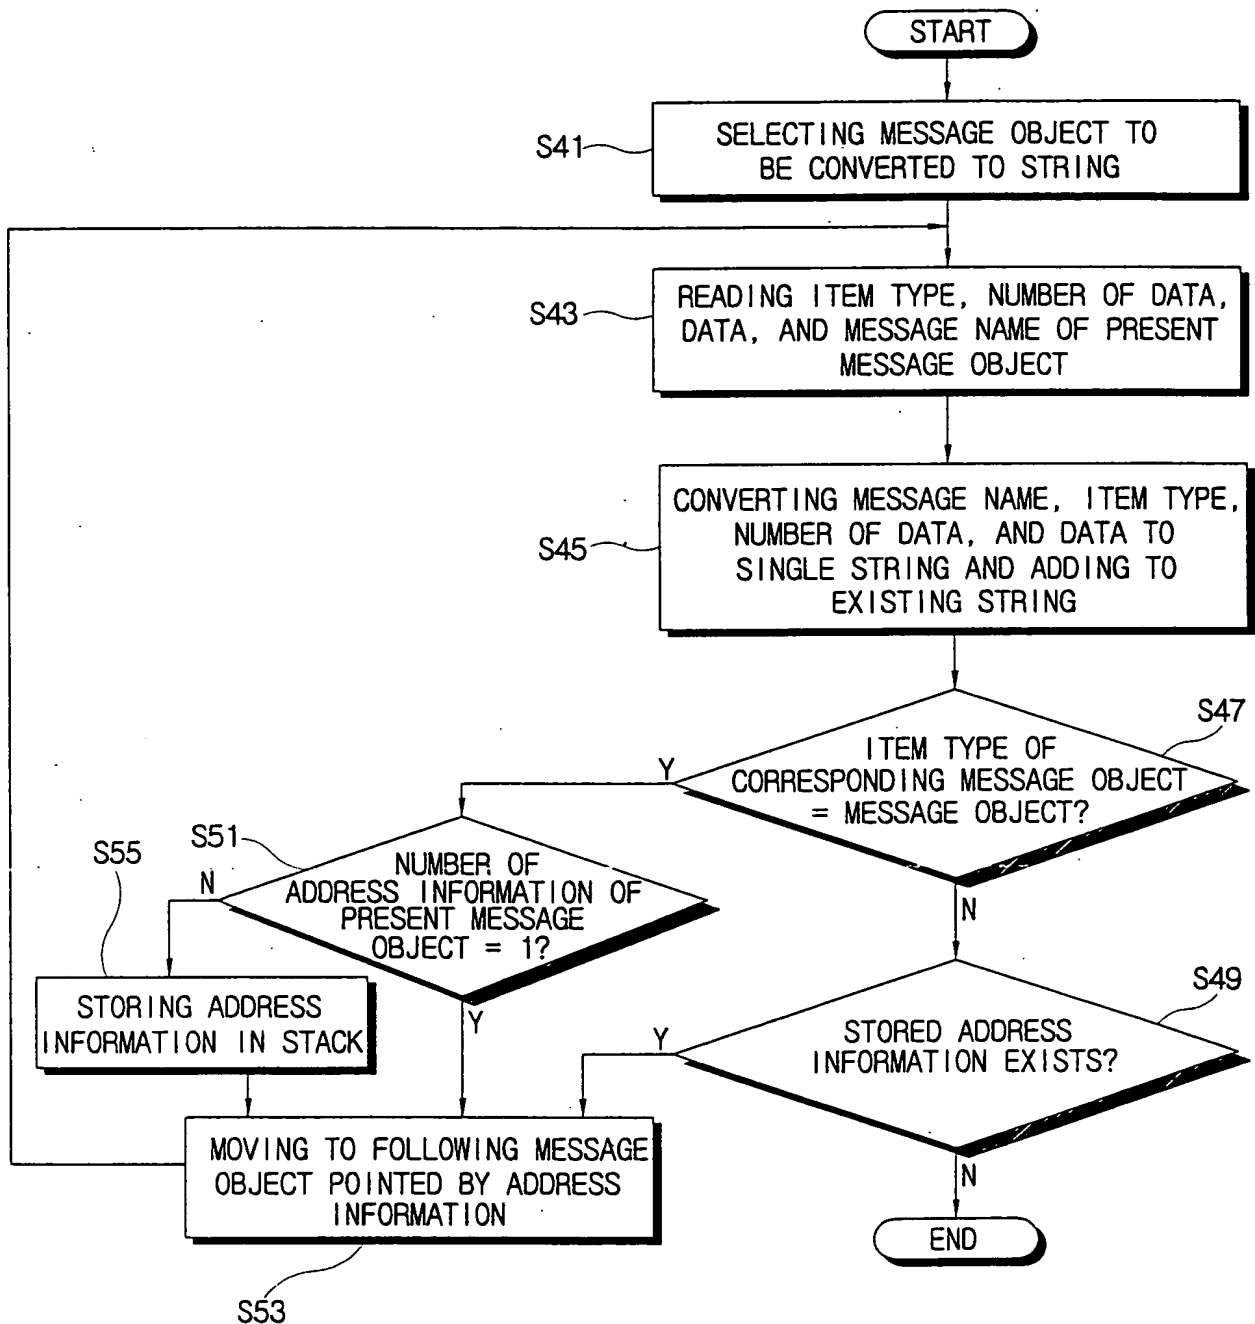 START
S41
SELECTING MESSAGE OBJECT TO
BE CONVERTED TO STRING
S43
READING ITEM TYPE, NUMBER OF DATA,
DATA, AND MESSAGE NAME OF PRESENT
MESSAGE OBJECT
S45
CONVERTING MESSAGE NAME, ITEM TYPE,
NUMBER OF DATA, AND DATA TO
SINGLE STRING AND ADDING TO
EXISTING STRING
S47
ITEM TYPE OF
CORRESPONDING MESSAGE OBJECT
= MESSAGE OBJECT?
Y
N
S51
NUMBER OF
ADDRESS INFORMATION OF
PRESENT MESSAGE
OBJECT = 1?
N
Y
S55
STORING ADDRESS
INFORMATION IN STACK
S49
STORED ADDRESS
INFORMATION EXISTS?
Y
N
MOVING TO FOLLOWING MESSAGE
OBJECT POINTED BY ADDRESS
INFORMATION
S53
END